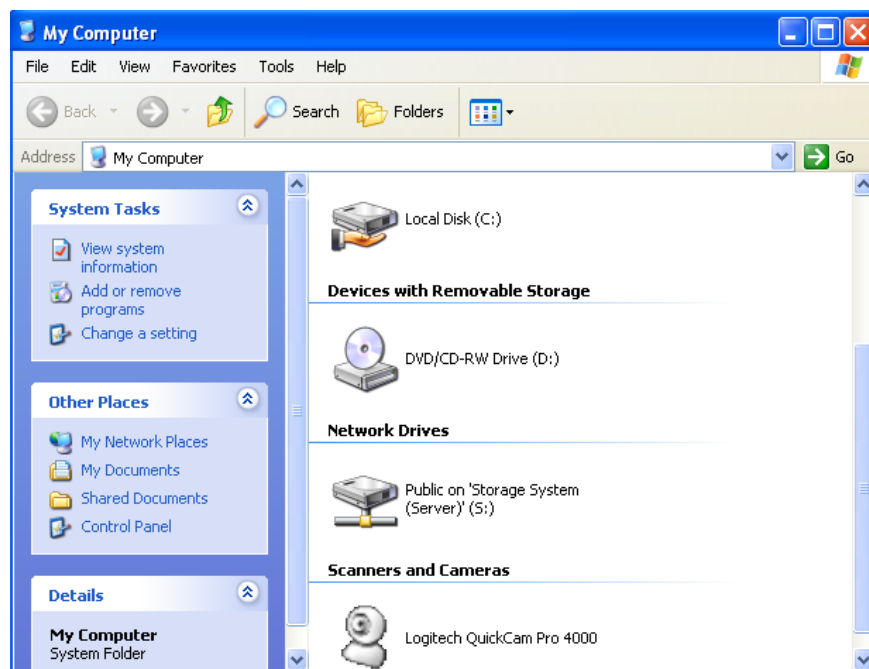 My Computer
File Edit View Favorites Tools Help
Back Search Folders
Address My Computer Go
System Tasks
View system
information
Add or remove
programs
Change a setting
Other Places
My Network Places
My Documents
Shared Documents
Control Panel
Details
My Computer
System Folder
Local Disk (C:)
Devices with Removable Storage
DVD/CD-RW Drive (D:)
Network Drives
Public on 'Storage System
(Server)' (S:)
Scanners and Cameras
Logitech QuickCam Pro 4000